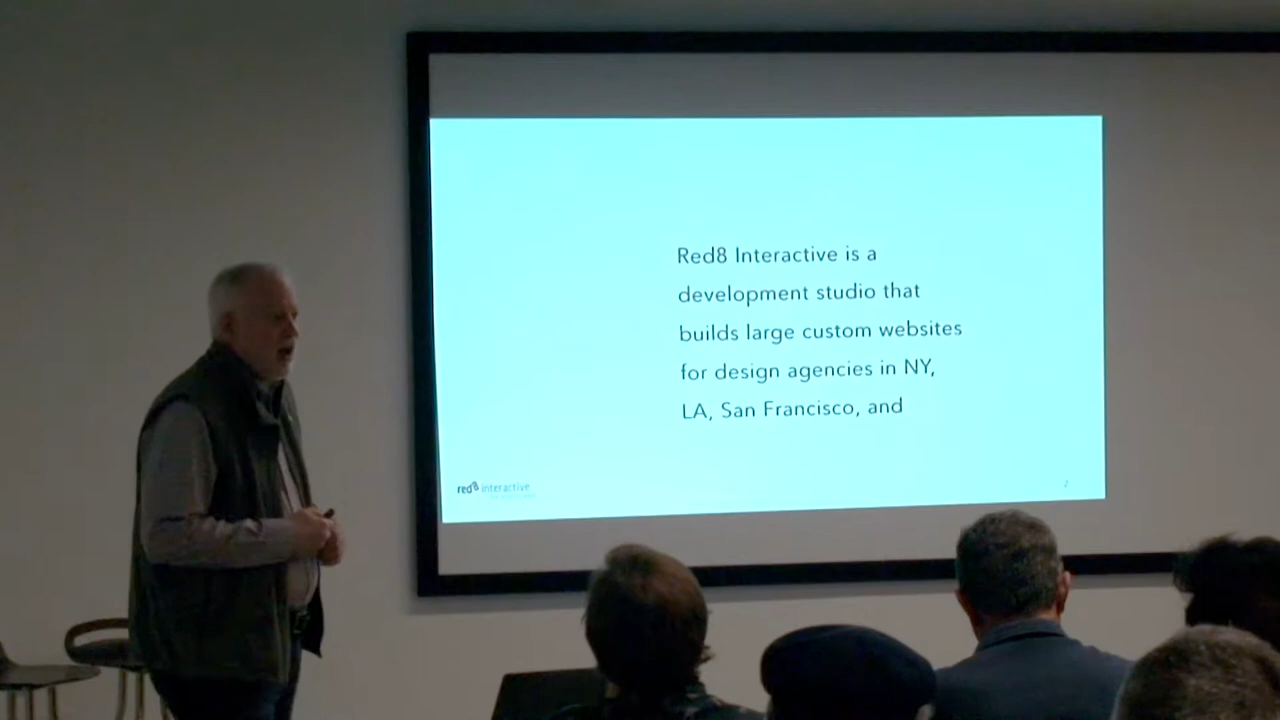 Red8 Interactive is a
development studio that
builds large custom websites
for design agencies in NY,
LA, San Francisco, and
red8 interactive
2